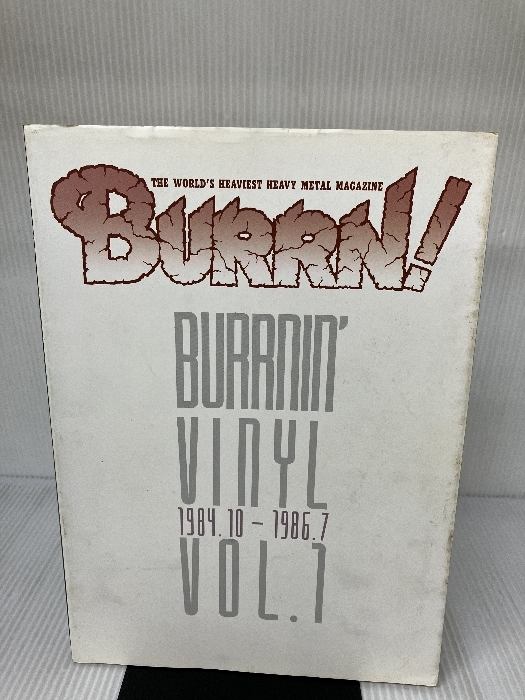 THE WORLD'S HEAVIEST HEAVY METAL MAGAZINE
BURRN!
BURRNIN'
VINYL
1984.10 - 1986.7
VOL.1